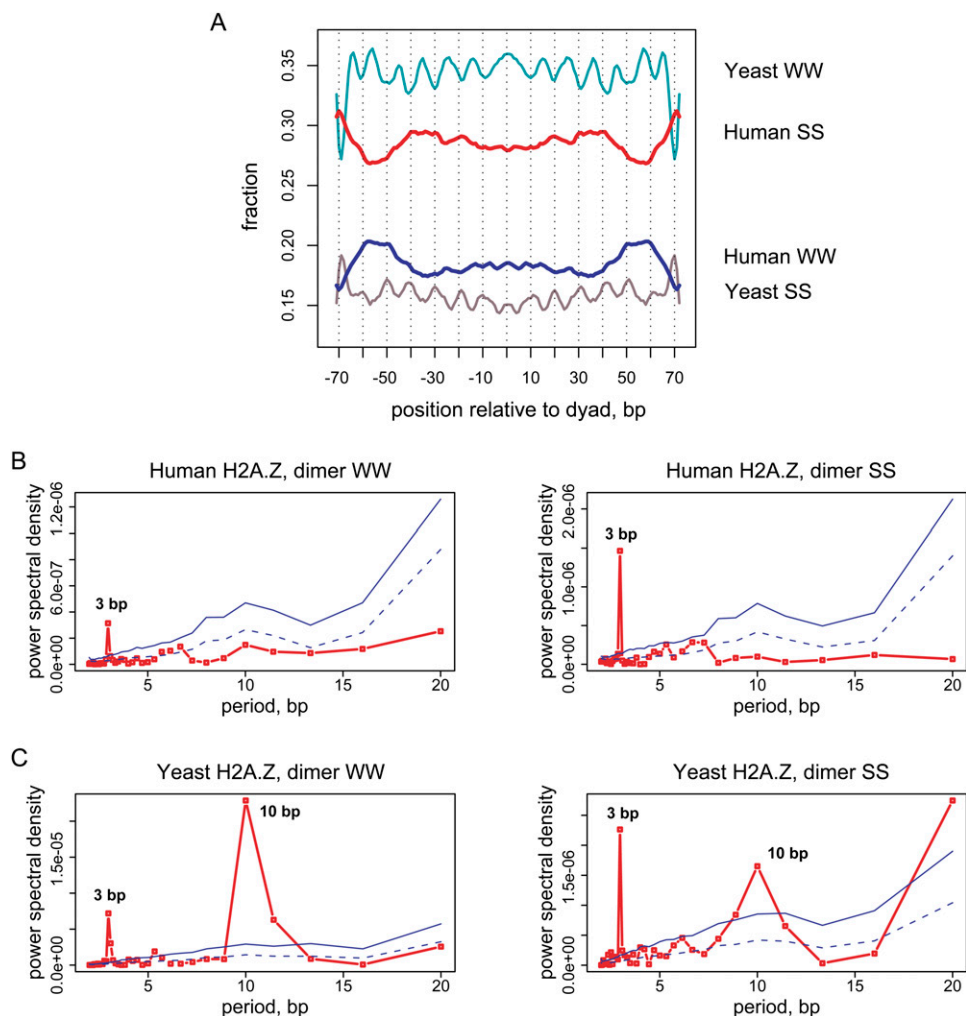 A
fraction
0.15 0.20 0.25 0.30 0.35
-70 -50 -30 -10 10 30 50 70
position relative to dyad, bp
Yeast WW
Human SS
Human WW
Yeast SS
B
Human H2A.Z, dimer WW
power spectral density
0.0e+00 6.0e-07 1.2e-06
3 bp
5 10 15 20
period, bp
Human H2A.Z, dimer SS
power spectral density
0.0e+00 1.0e-06 2.0e-06
3 bp
5 10 15 20
period, bp
C
Yeast H2A.Z, dimer WW
power spectral density
0.0e+00 1.5e-05
3 bp
10 bp
5 10 15 20
period, bp
Yeast H2A.Z, dimer SS
power spectral density
0.0e+00 1.5e-06
3 bp
10 bp
5 10 15 20
period, bp